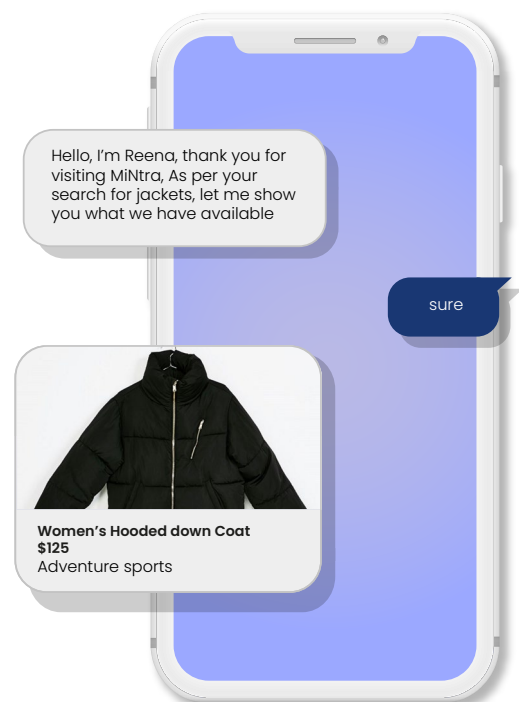 Hello, I'm Reena, thank you for
visiting MiNtra, As per your
search for jackets, let me show
you what we have available
sure
Women's Hooded down Coat
$125
Adventure sports